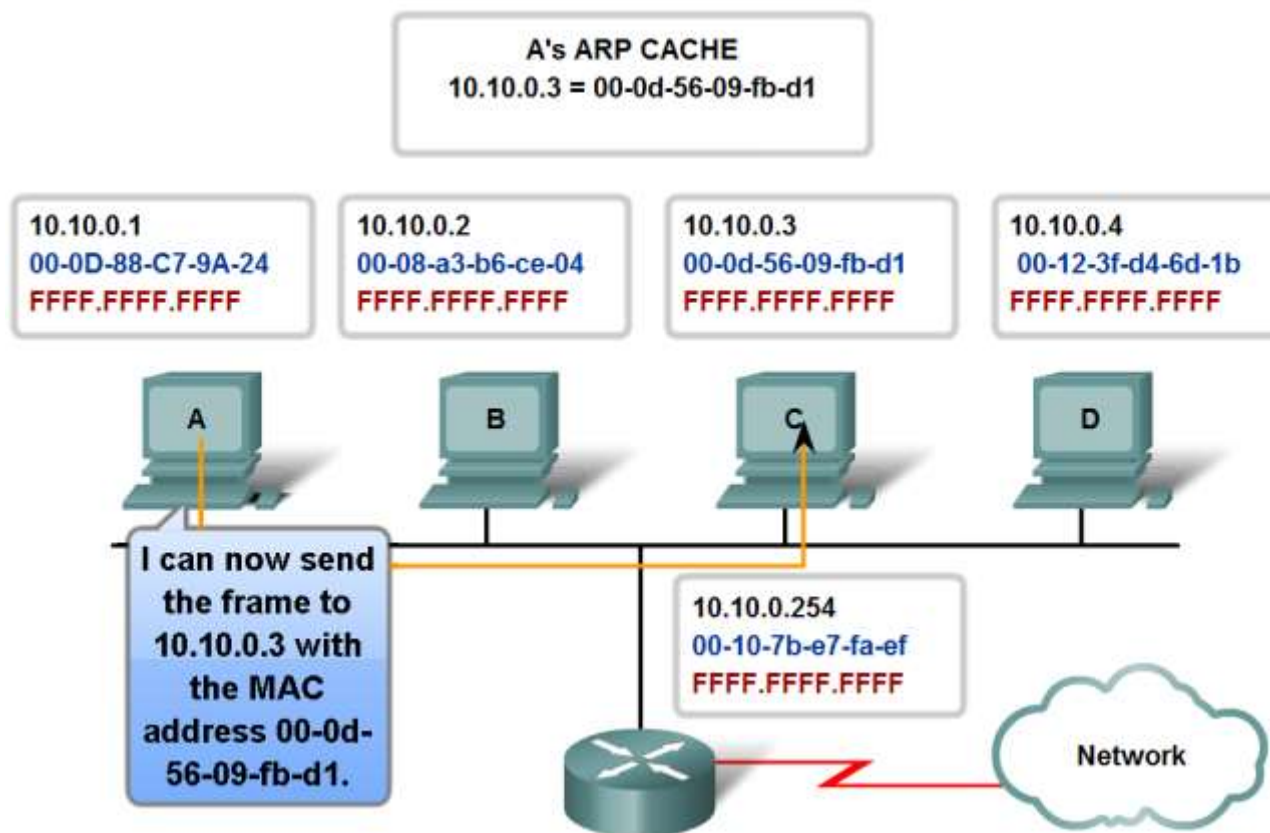 A's ARP CACHE
10.10.0.3 = 00-0d-56-09-fb-d1
10.10.0.1
00-0D-88-C7-9A-24
FFFF.FFFF.FFFF
10.10.0.2
00-08-a3-b6-ce-04
FFFF.FFFF.FFFF
10.10.0.3
00-0d-56-09-fb-d1
FFFF.FFFF.FFFF
10.10.0.4
00-12-3f-d4-6d-1b
FFFF.FFFF.FFFF
A
B
C
D
I can now send
the frame to
10.10.0.3 with
the MAC
address 00-0d-
56-09-fb-d1.
10.10.0.254
00-10-7b-e7-fa-ef
FFFF.FFFF.FFFF
Network